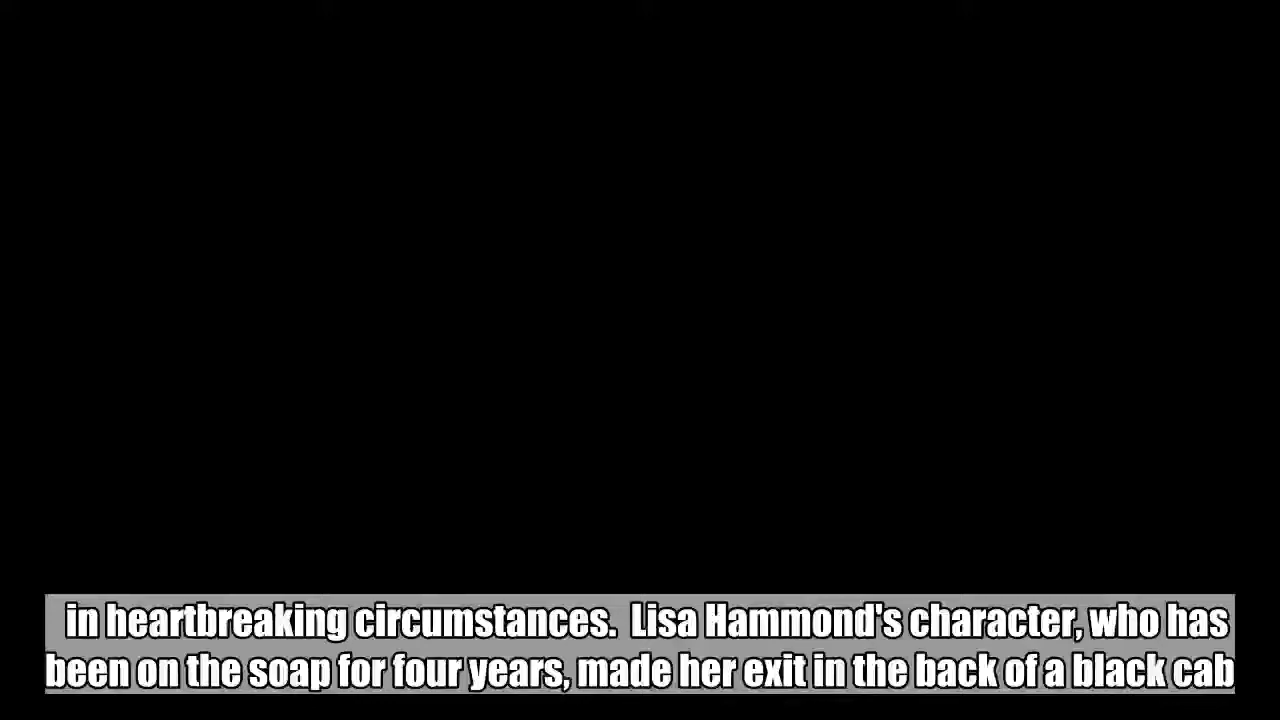 in heartbreaking circumstances.  Lisa Hammond's character, who has
been on the soap for four years, made her exit in the back of a black cab